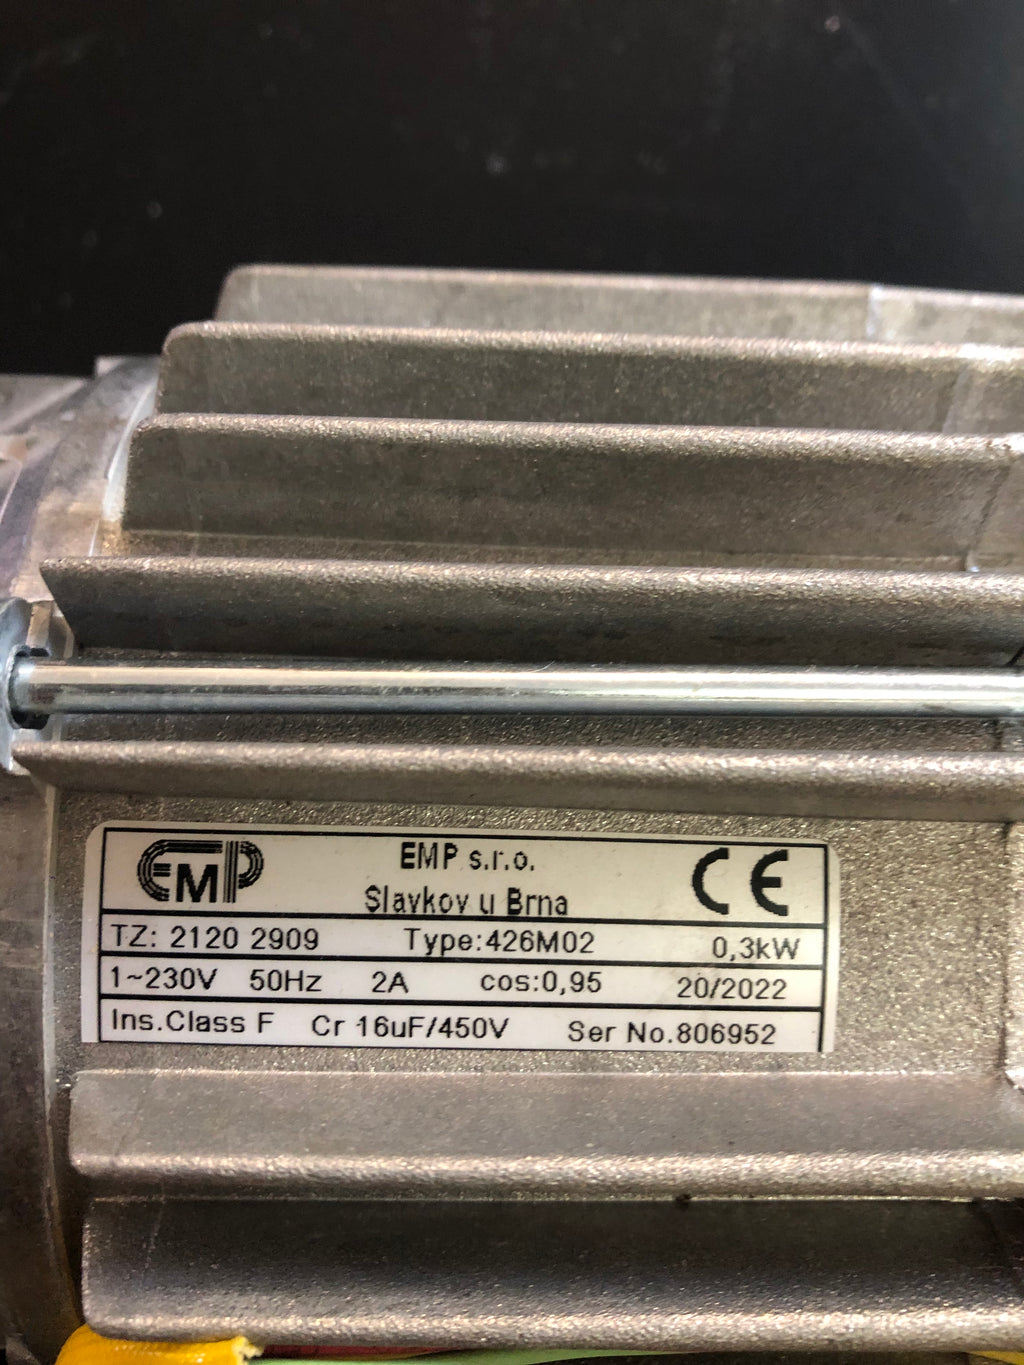 EMP EMP s.r.o. CE
Slavkov u Brna
TZ: 2120 2909 Type:426M02 0,3kW
1~230V 50Hz 2A cos:0,95 20/2022
Ins.Class F Cr 16uF/450V Ser No.806952